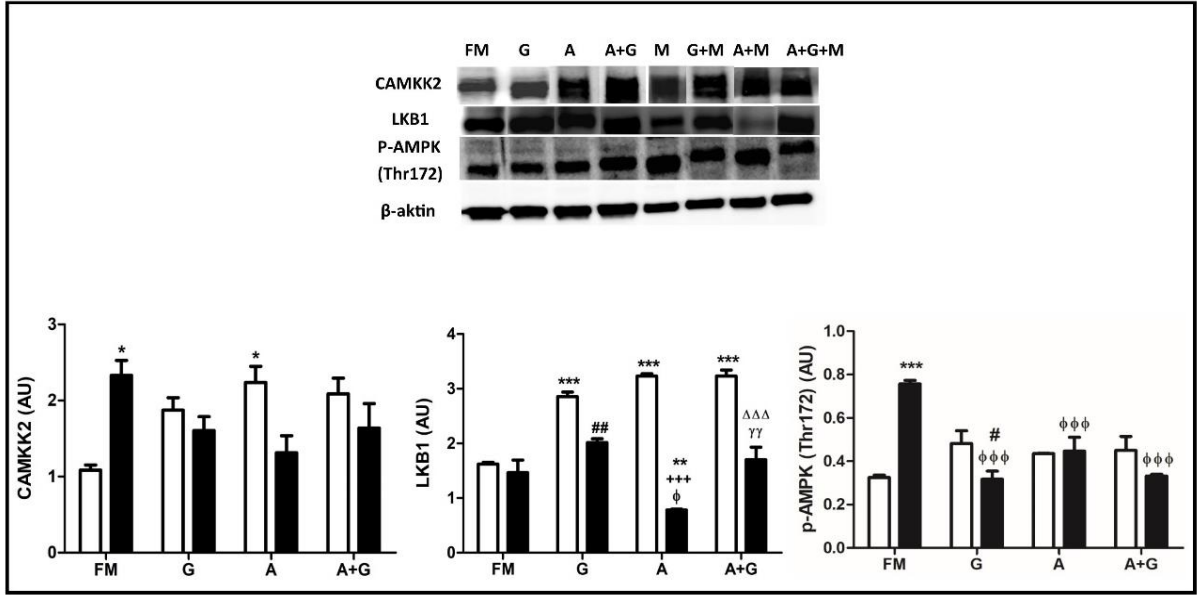 FM G A A+G M G+M A+M A+G+M
CAMKK2
LKB1
P-AMPK
(Thr172)
β-aktin
CAMKK2 (AU)
3
2
1
0
*
*
FM G A A+G
LKB1 (AU)
4
3
2
1
0
***
##
***
**
+++
ϕ
***
ΔΔΔ
γγ
FM G A A+G
p-AMPK (Thr172) (AU)
1.0
0.8
0.6
0.4
0.2
0.0
***
#
ϕϕϕ
ϕϕϕ
ϕϕϕ
FM G A A+G